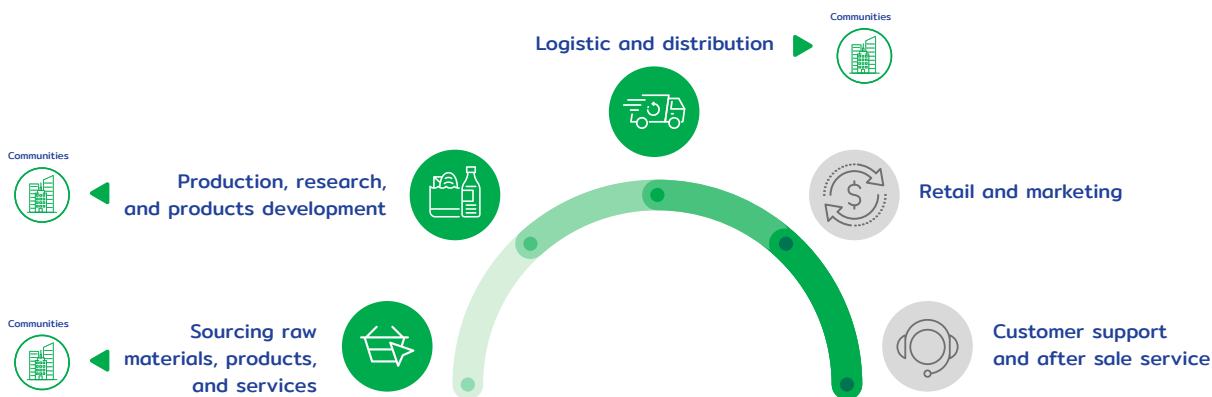 Communities
Logistic and distribution
Communities
Production, research,
and products development
Retail and marketing
Communities
Sourcing raw
materials, products,
and services
Customer support
and after sale service
$